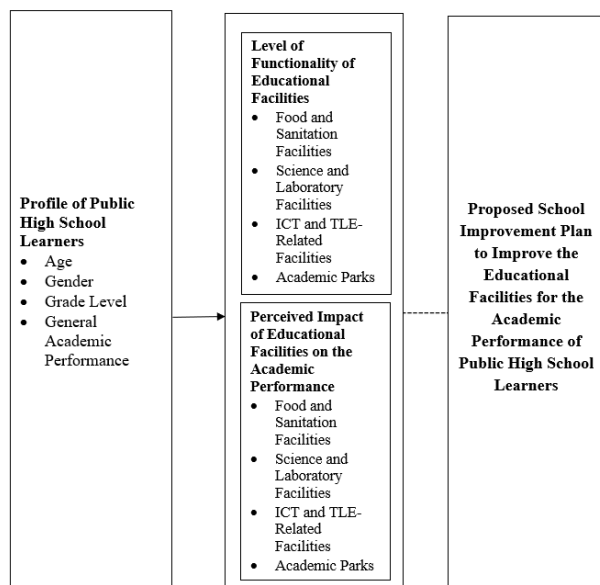 Profile of Public
High School
Learners
• Age
• Gender
• Grade Level
• General
Academic
Performance
Level of
Functionality of
Educational
Facilities
• Food and
Sanitation
Facilities
• Science and
Laboratory
Facilities
• ICT and TLE-
Related
Facilities
• Academic Parks
Perceived Impact
of Educational
Facilities on the
Academic
Performance
• Food and
Sanitation
Facilities
• Science and
Laboratory
Facilities
• ICT and TLE-
Related
Facilities
• Academic Parks
Proposed School
Improvement Plan
to Improve the
Educational
Facilities for the
Academic
Performance of
Public High School
Learners